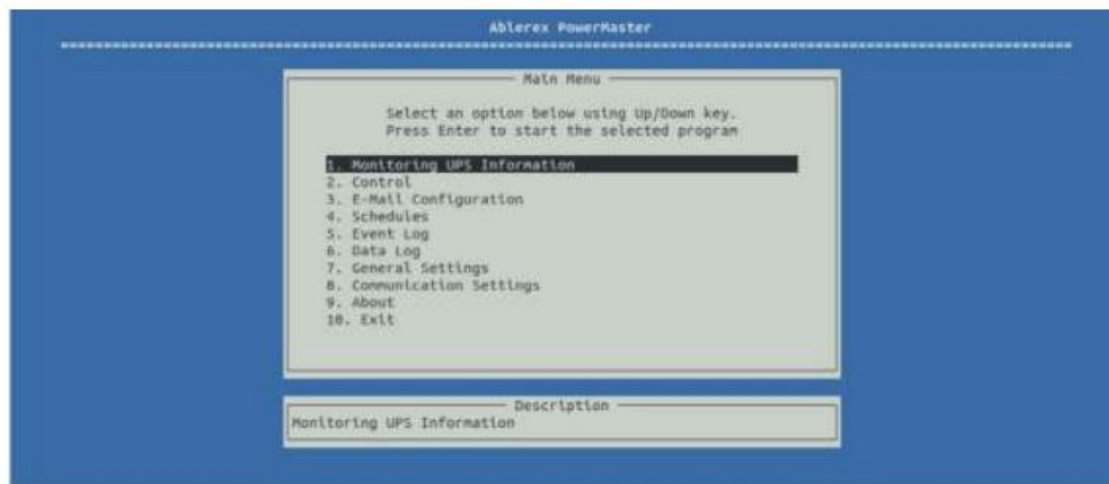 Ablerex PowerMaster
Main Menu
Select an option below using Up/Down key.
Press Enter to start the selected program
1. Monitoring UPS Information
2. Control
3. E-Mail Configuration
4. Schedules
5. Event Log
6. Data Log
7. General Settings
8. Communication Settings
9. About
10. Exit
Description
Monitoring UPS Information